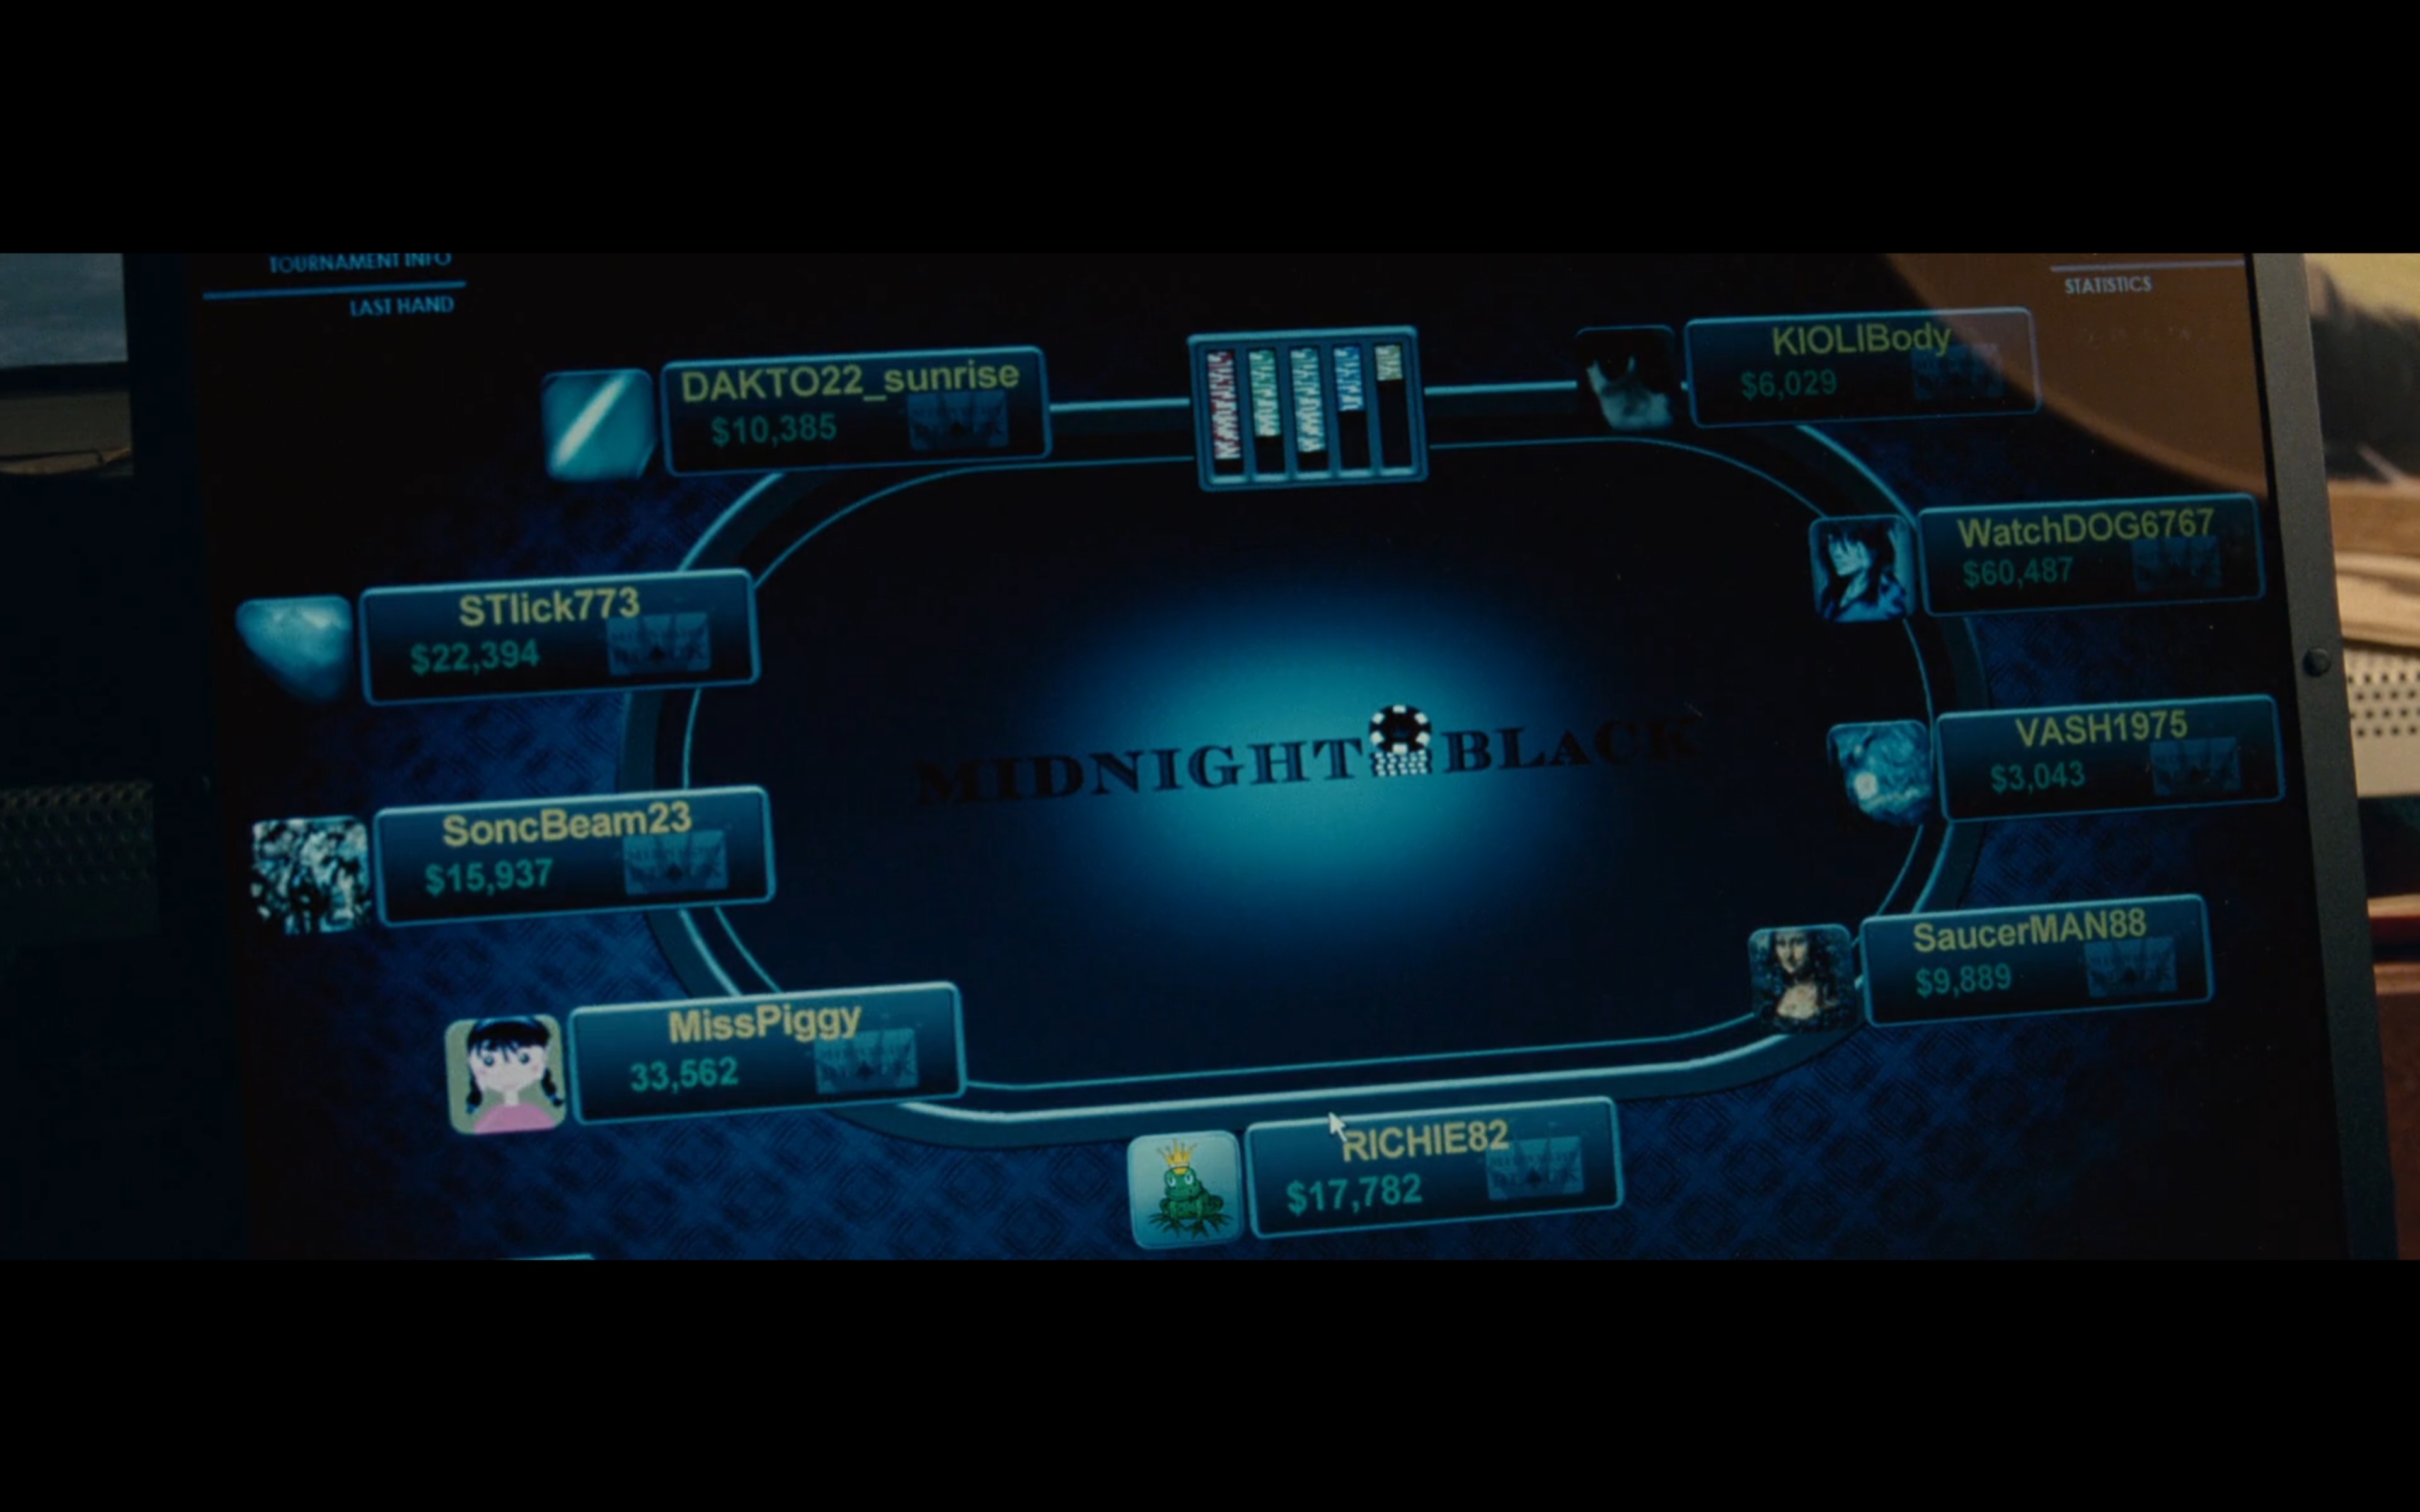 TOURNAMENT INFO
LAST HAND
STATISTICS
DAKTO22_sunrise
$10,385
KIOLIBody
$6,029
WatchDOG6767
$60,487
STlick773
$22,394
MIDNIGHT BLACK
VASH1975
$3,043
SoncBeam23
$15,937
SaucerMAN88
$9,889
MissPiggy
33,562
RICHIE82
$17,782